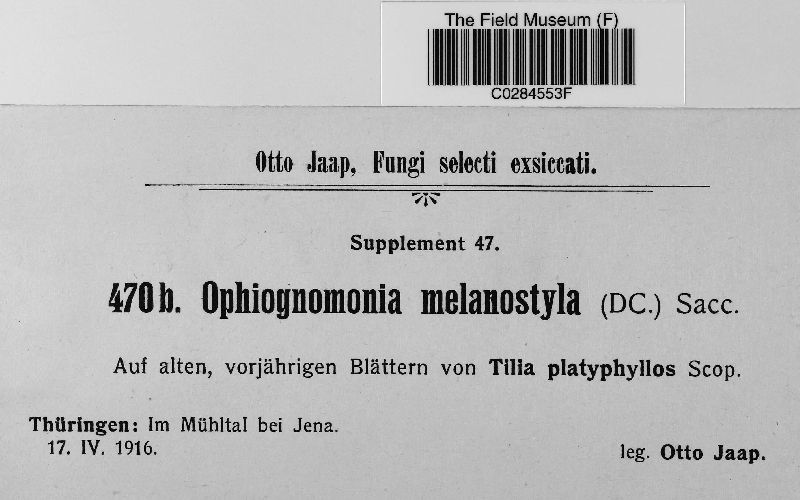 The Field Museum (F)
C0284553F
Otto Jaap, Fungi selecti exsiccati.
Supplement 47.
470b. Ophiognomonia melanostyla (DC.) Sacc.
Auf alten, vorjährigen Blättern von Tilia platyphyllos Scop.
Thüringen: Im Mühltal bei Jena.
17. IV. 1916.
leg. Otto Jaap.